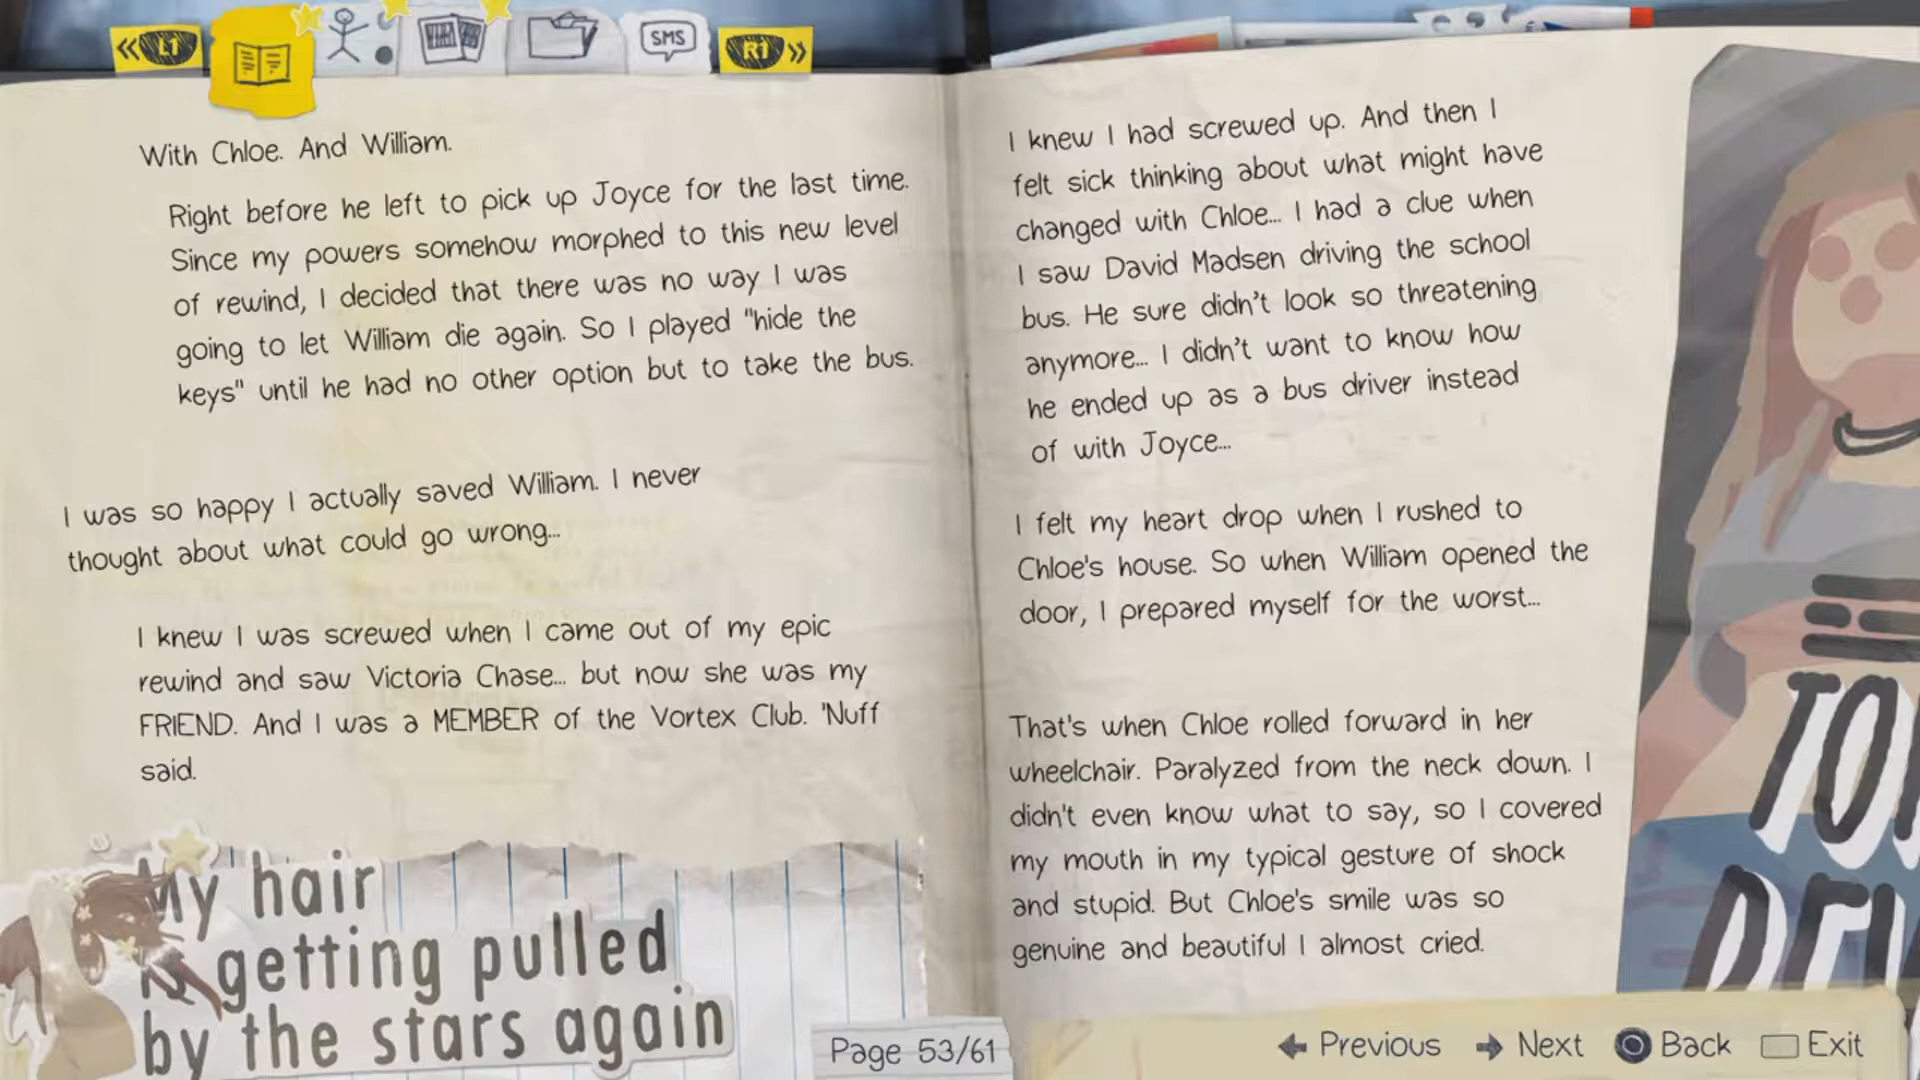 L1
SMS
R1
With Chloe. And William.
Right before he left to pick up Joyce for the last time.
Since my powers somehow morphed to this new level
of rewind, I decided that there was no way I was
going to let William die again. So I played "hide the
keys" until he had no other option but to take the bus.
I was so happy I actually saved William. I never
thought about what could go wrong...
I knew I was screwed when I came out of my epic
rewind and saw Victoria Chase... but now she was my
FRIEND. And I was a MEMBER of the Vortex Club. 'Nuff
said.
My hair
is getting pulled
by the stars again
Page 53/61
I knew I had screwed up. And then I
felt sick thinking about what might have
changed with Chloe... I had a clue when
I saw David Madsen driving the school
bus. He sure didn't look so threatening
anymore... I didn't want to know how
he ended up as a bus driver instead
of with Joyce...
I felt my heart drop when I rushed to
Chloe's house. So when William opened the
door, I prepared myself for the worst...
That's when Chloe rolled forward in her
wheelchair. Paralyzed from the neck down. I
didn't even know what to say, so I covered
my mouth in my typical gesture of shock
and stupid. But Chloe's smile was so
genuine and beautiful I almost cried.
Previous Next Back Exit